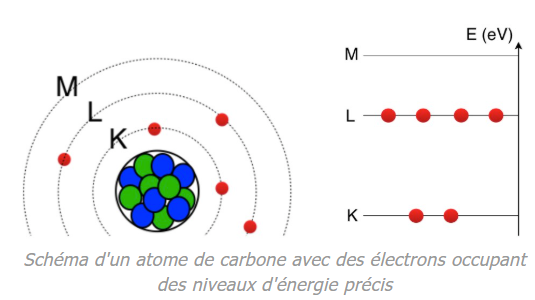 M
L
K
E (eV)
M
L
K
Schéma d'un atome de carbone avec des électrons occupant
des niveaux d'énergie précis